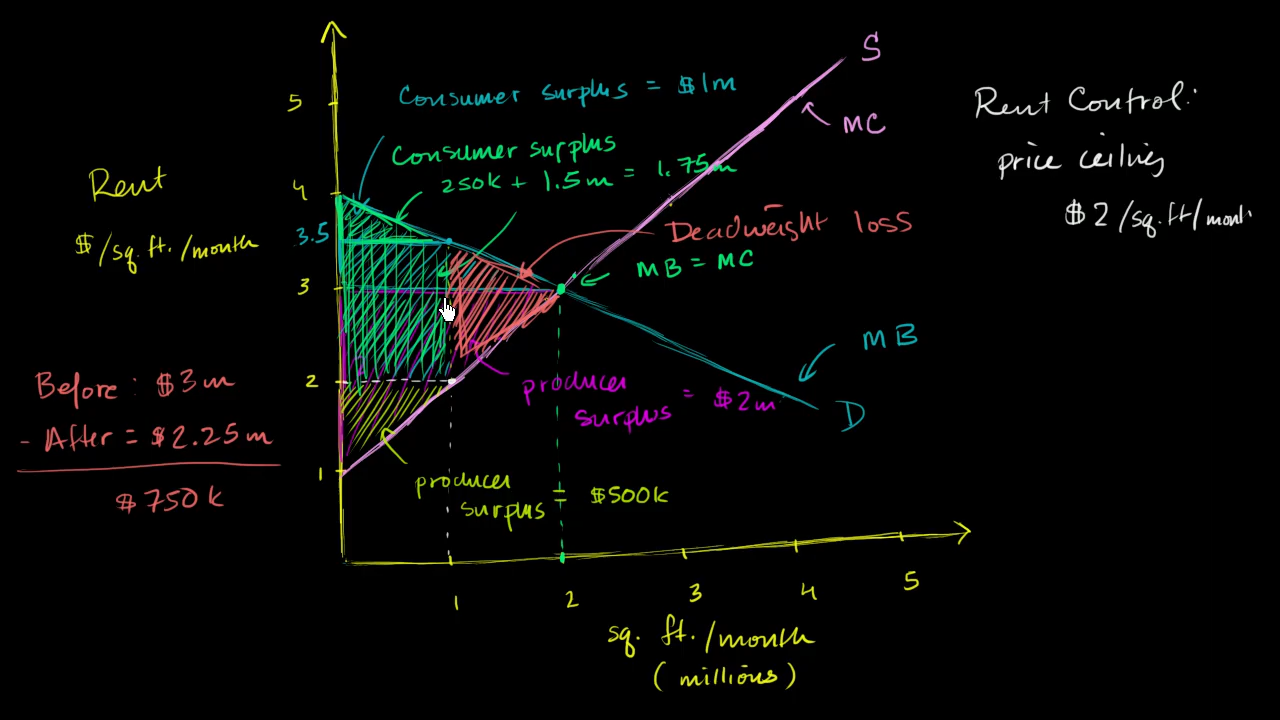 Consumer surplus = $1m
Consumer surplus
250k + 1.5m = 1.75m
S
MC
Rent Control:
price ceiling
$2/sq.ft/mont
Rent
$/sq.ft./month
5
4
3.5
3
2
1
Deadweight loss
MB = MC
MB
D
Before: $3m
- After = $2.25m
$750k
producer
surplus = $2m
producer
surplus = $500k
1
2
3
4
5
sq. ft./month
(millions)